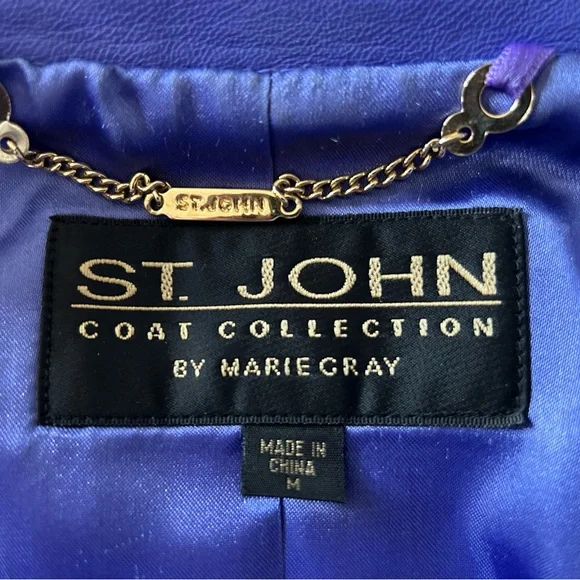 ST. JOHN
ST. JOHN
COAT COLLECTION
BY MARIE GRAY
MADE IN
CHINA
M